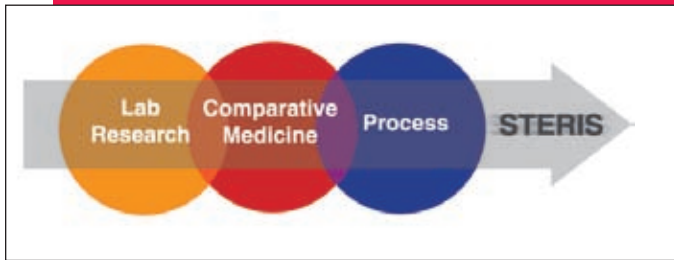 Lab
Research
Comparative
Medicine
Process
STERIS